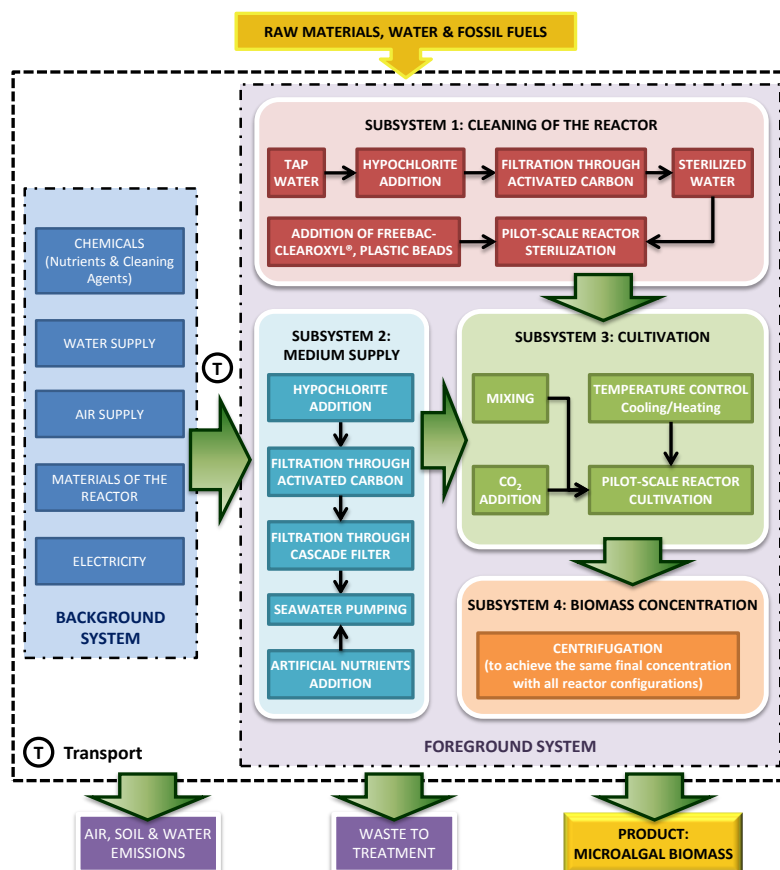 RAW MATERIALS, WATER & FOSSIL FUELS
SUBSYSTEM 1: CLEANING OF THE REACTOR
TAP
WATER
HYPOCHLORITE
ADDITION
FILTRATION THROUGH
ACTIVATED CARBON
STERILIZED
WATER
ADDITION OF FREEBAC-
CLEAROXYL®, PLASTIC BEADS
PILOT-SCALE REACTOR
STERILIZATION
CHEMICALS
(Nutrients & Cleaning
Agents)
WATER SUPPLY
AIR SUPPLY
MATERIALS OF THE
REACTOR
ELECTRICITY
BACKGROUND
SYSTEM
T
SUBSYSTEM 2:
MEDIUM SUPPLY
HYPOCHLORITE
ADDITION
FILTRATION THROUGH
ACTIVATED CARBON
FILTRATION THROUGH
CASCADE FILTER
SEAWATER PUMPING
ARTIFICIAL NUTRIENTS
ADDITION
SUBSYSTEM 3: CULTIVATION
MIXING
TEMPERATURE CONTROL
Cooling/Heating
CO₂
ADDITION
PILOT-SCALE REACTOR
CULTIVATION
SUBSYSTEM 4: BIOMASS CONCENTRATION
CENTRIFUGATION
(to achieve the same final concentration
with all reactor configurations)
FOREGROUND SYSTEM
T Transport
AIR, SOIL & WATER
EMISSIONS
WASTE TO
TREATMENT
PRODUCT:
MICROALGAL BIOMASS